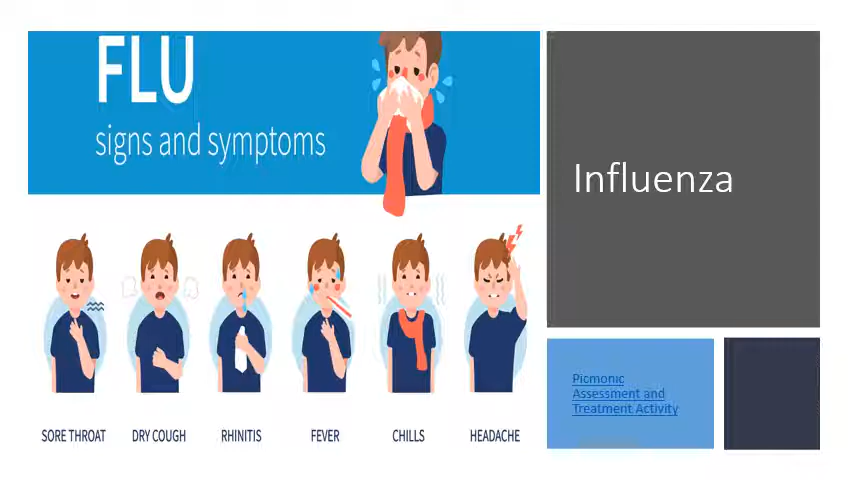 FLU
signs and symptoms
SORE THROAT
DRY COUGH
RHINITIS
FEVER
CHILLS
HEADACHE
Influenza
Picmonic
Assessment and
Treatment Activity